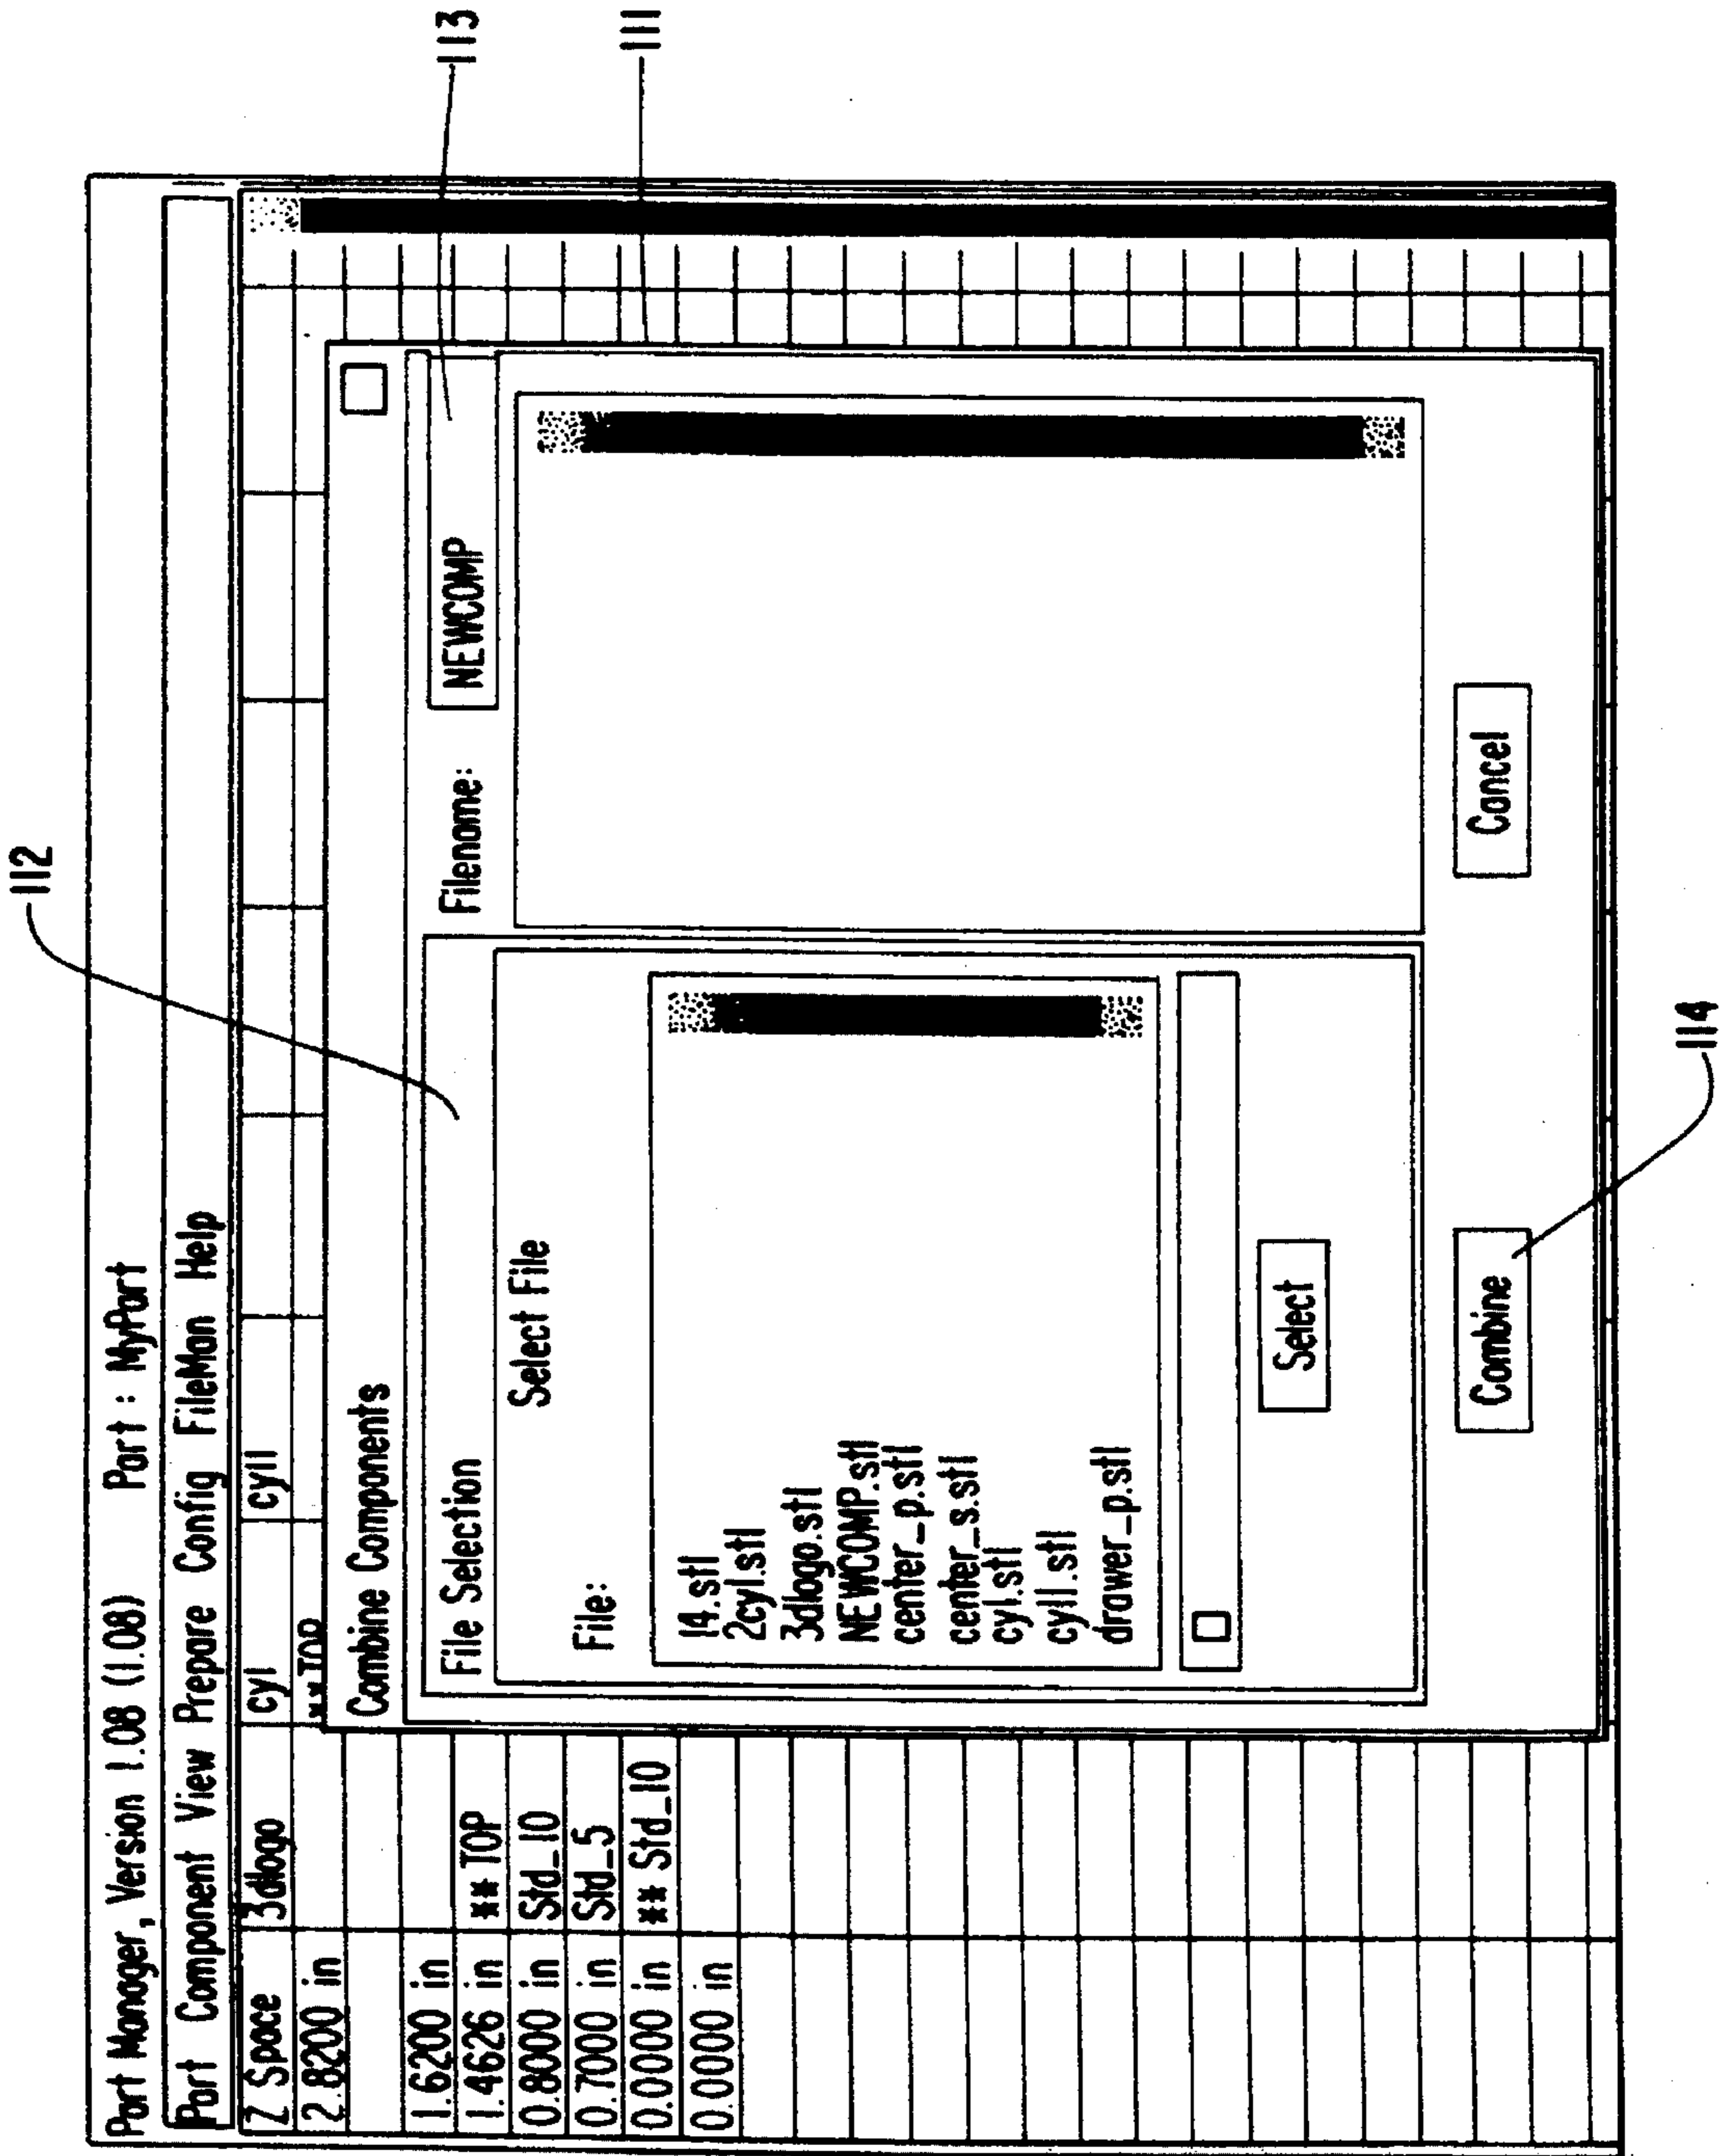 Part Manager, Version 1.08 (1.08) Part : MyPart
Part Component View Prepare Config FileMan Help
Z Space 3dlogo cyl cyl1
2.8200 in ** TOP
1.6200 in
1.4626 in ** TOP
0.8000 in Std_10
0.7000 in Std_5
0.0000 in ** Std_10
0.0000 in
Combine Components
File Selection
Filename: NEWCOMP
Select File
File:
14.stl
2cyl.stl
3dlogo.stl
NEWCOMP.stl
center_p.stl
center_s.stl
cyl.stl
cyl1.stl
drawer_p.stl
Select
Combine
Cancel
112
113
111
114